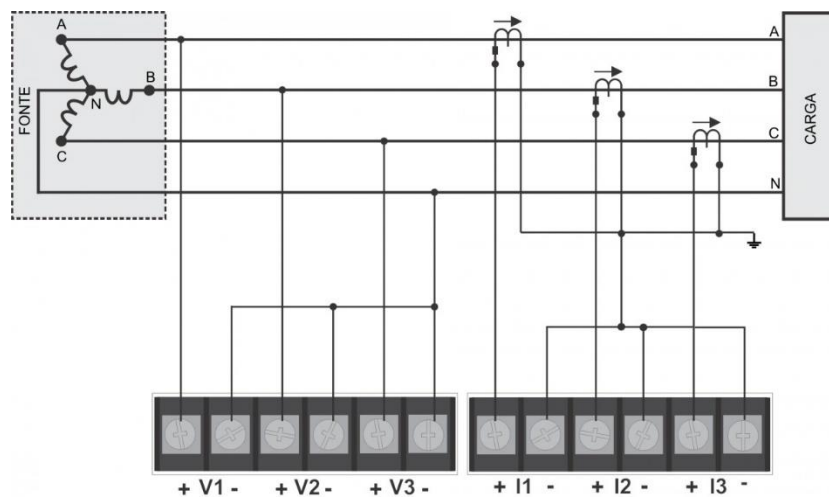 A
A
B
B
N
FONTE
C
C
CARGA
N
+ V1 - + V2 - + V3 -
+ I1 - + I2 - + I3 -